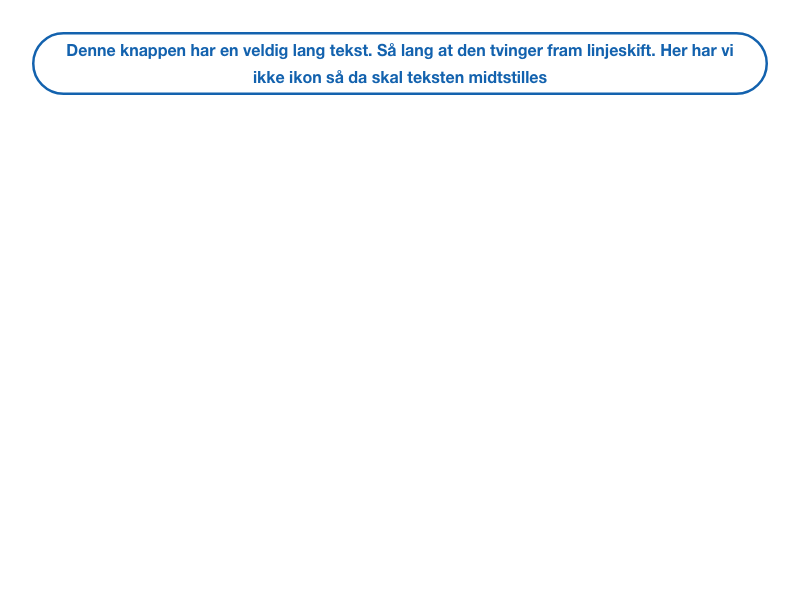 Denne knappen har en veldig lang tekst. Så lang at den tvinger fram linjeskift. Her har vi
ikke ikon så da skal teksten midtstilles